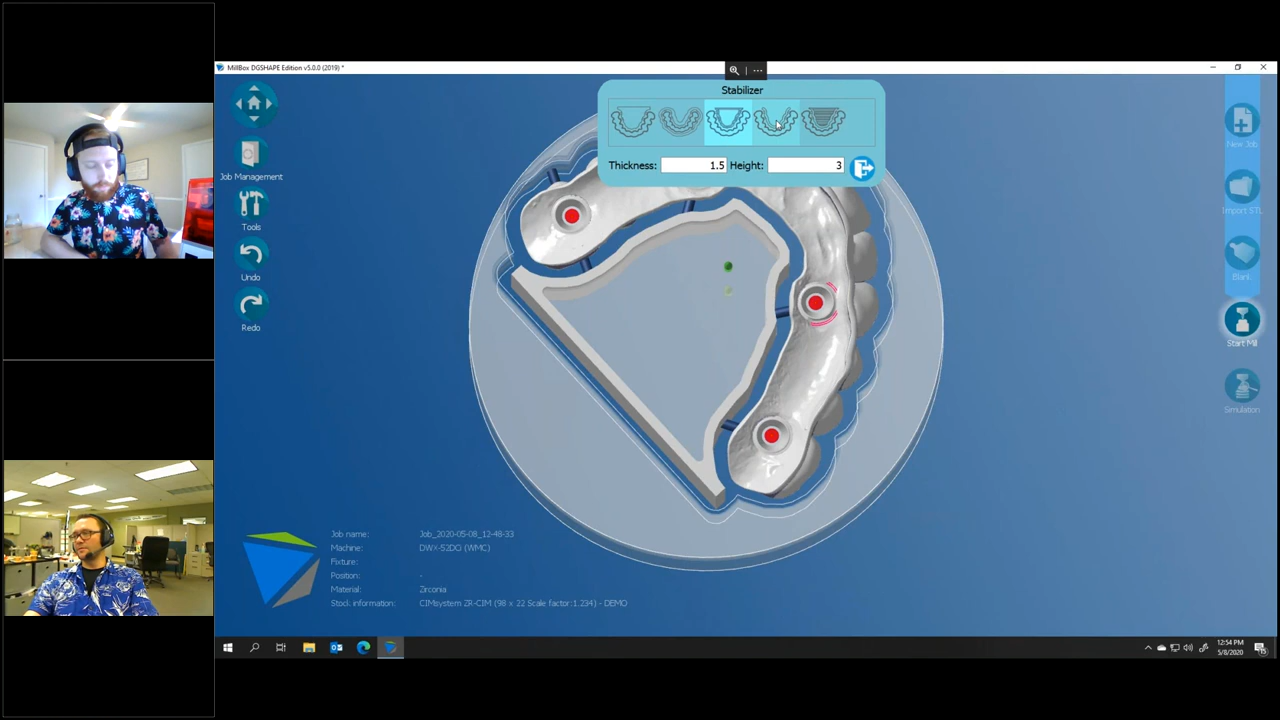 MillBox DGSHAPE Edition v5.0.0 (2019) *
Stabilizer
Thickness: 1.5 Height: 3
Job Management
Tools
Undo
Redo
New Job
Import STL
Blank
Start Mill
Simulation
Job name: Job_2020-05-08_12-48-33
Machine: DWX-52DCi (WMC)
Fixture:
Position: -
Material: Zirconia
Stock information: CIMsystem ZR-CIM (98 x 22 Scale factor:1.234) - DEMO
12:54 PM
5/8/2020